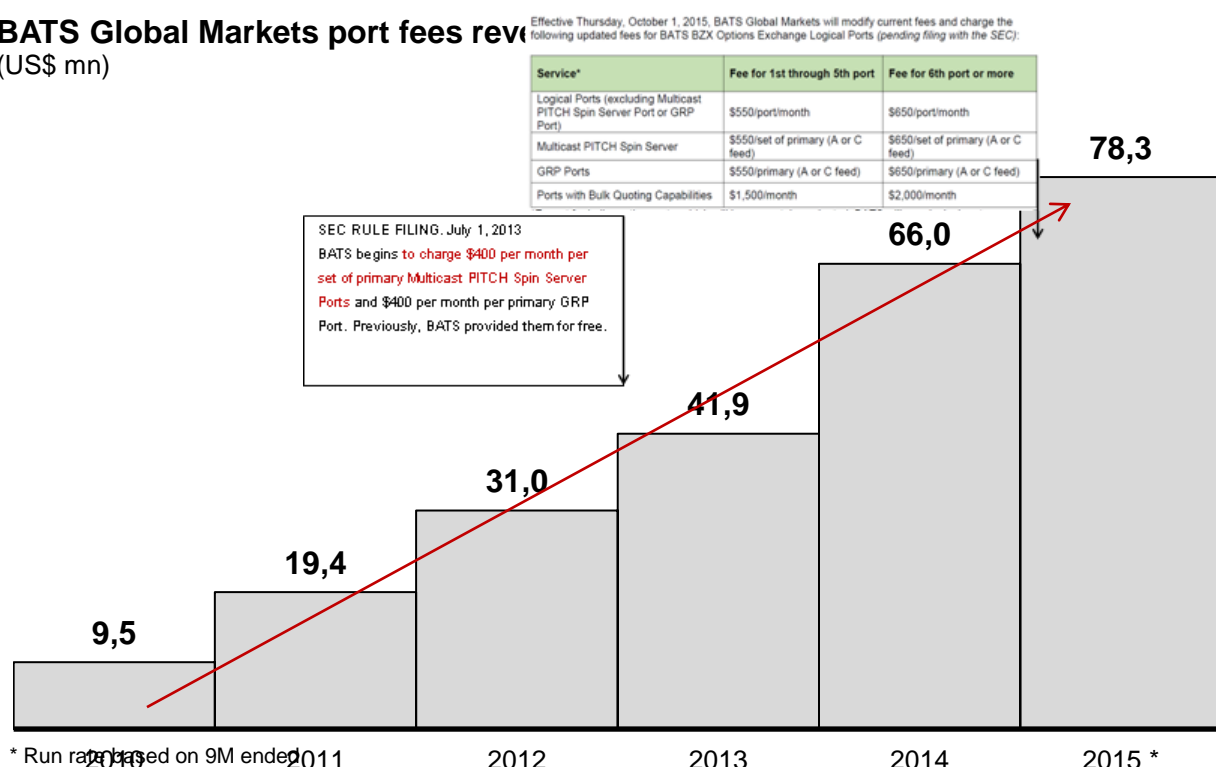 BATS Global Markets port fees reve
(US$ mn)
Effective Thursday, October 1, 2015, BATS Global Markets will modify current fees and charge the
following updated fees for BATS BZX Options Exchange Logical Ports (pending filing with the SEC):
Service* Fee for 1st through 5th port Fee for 6th port or more
Logical Ports (excluding Multicast
PITCH Spin Server Port or GRP
Port)
$550/port/month $650/port/month
Multicast PITCH Spin Server
$550/set of primary (A or C
feed)
$650/set of primary (A or C
feed)
GRP Ports $550/primary (A or C feed) $650/primary (A or C feed)
Ports with Bulk Quoting Capabilities $1,500/month $2,000/month
SEC RULE FILING. July 1, 2013
BATS begins to charge $400 per month per
set of primary Multicast PITCH Spin Server
Ports and $400 per month per primary GRP
Port. Previously, BATS provided them for free.
78,3
66,0
41,9
31,0
19,4
9,5
2010 2011 2012 2013 2014 2015 *
* Run rate based on 9M ended